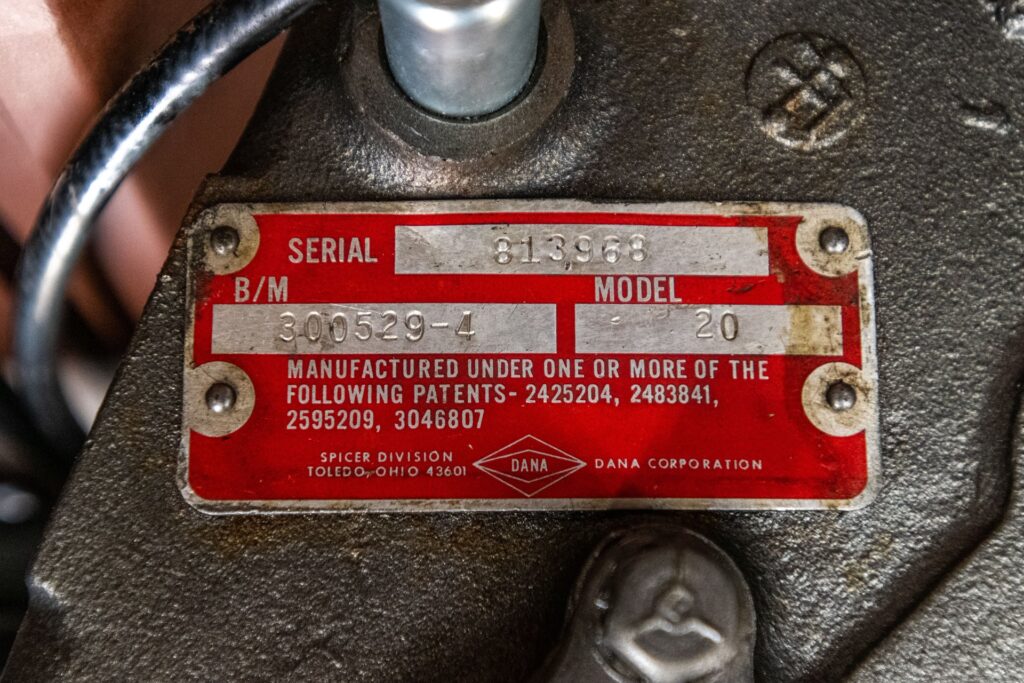 SERIAL 813968
B/M MODEL
300529-4 20
MANUFACTURED UNDER ONE OR MORE OF THE
FOLLOWING PATENTS- 2425204, 2483841,
2595209, 3046807
SPICER DIVISION
TOLEDO, OHIO 43601
DANA
DANA CORPORATION